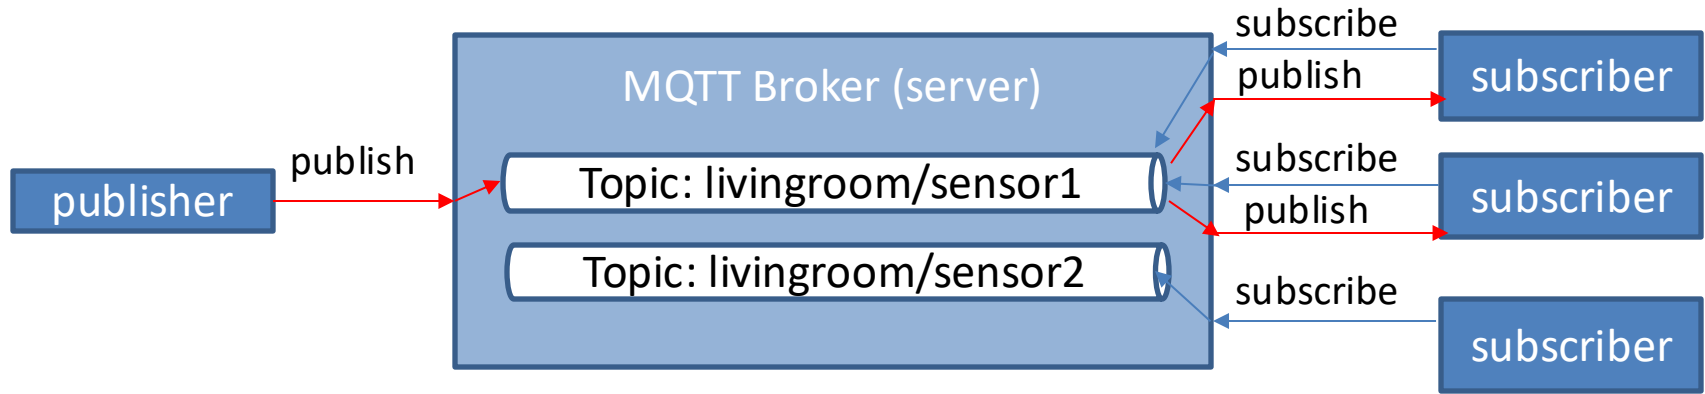 publisher
publish
MQTT Broker (server)
Topic: livingroom/sensor1
Topic: livingroom/sensor2
subscribe
publish
subscriber
subscribe
publish
subscriber
subscribe
subscriber